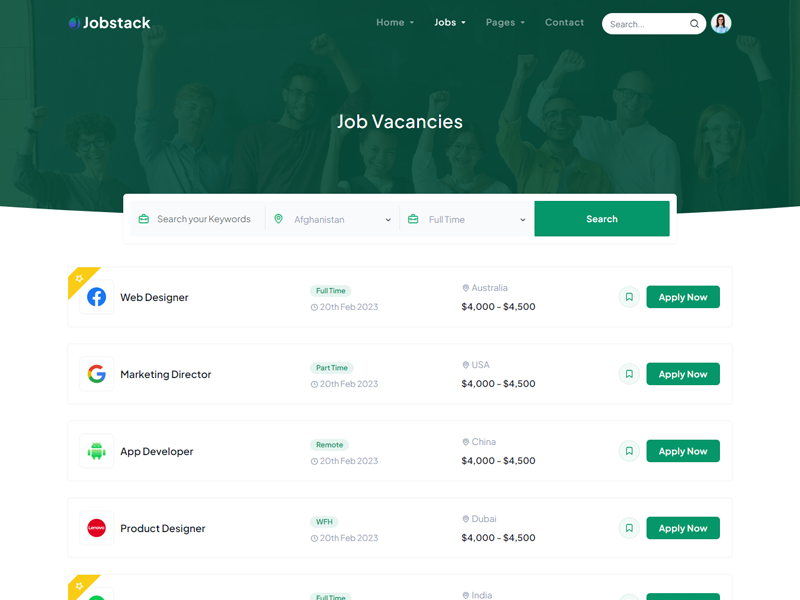 Jobstack
Home Jobs Pages Contact Search...
Job Vacancies
Search your Keywords Afghanistan Full Time Search
Web Designer Full Time 20th Feb 2023 Australia $4,000 - $4,500 Apply Now
Marketing Director Part Time 20th Feb 2023 USA $4,000 - $4,500 Apply Now
App Developer Remote 20th Feb 2023 China $4,000 - $4,500 Apply Now
Lenovo Product Designer WFH 20th Feb 2023 Dubai $4,000 - $4,500 Apply Now
Full Time India